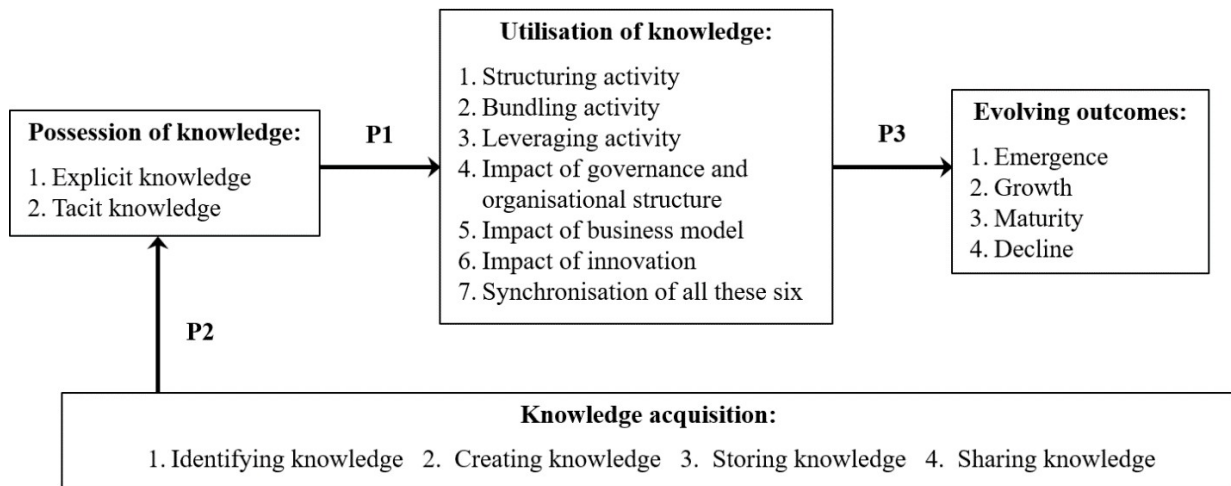 Utilisation of knowledge:
1. Structuring activity
2. Bundling activity
3. Leveraging activity
4. Impact of governance and
organisational structure
5. Impact of business model
6. Impact of innovation
7. Synchronisation of all these six
Possession of knowledge:
1. Explicit knowledge
2. Tacit knowledge
P1
Evolving outcomes:
1. Emergence
2. Growth
3. Maturity
4. Decline
P3
P2
Knowledge acquisition:
1. Identifying knowledge 2. Creating knowledge 3. Storing knowledge 4. Sharing knowledge